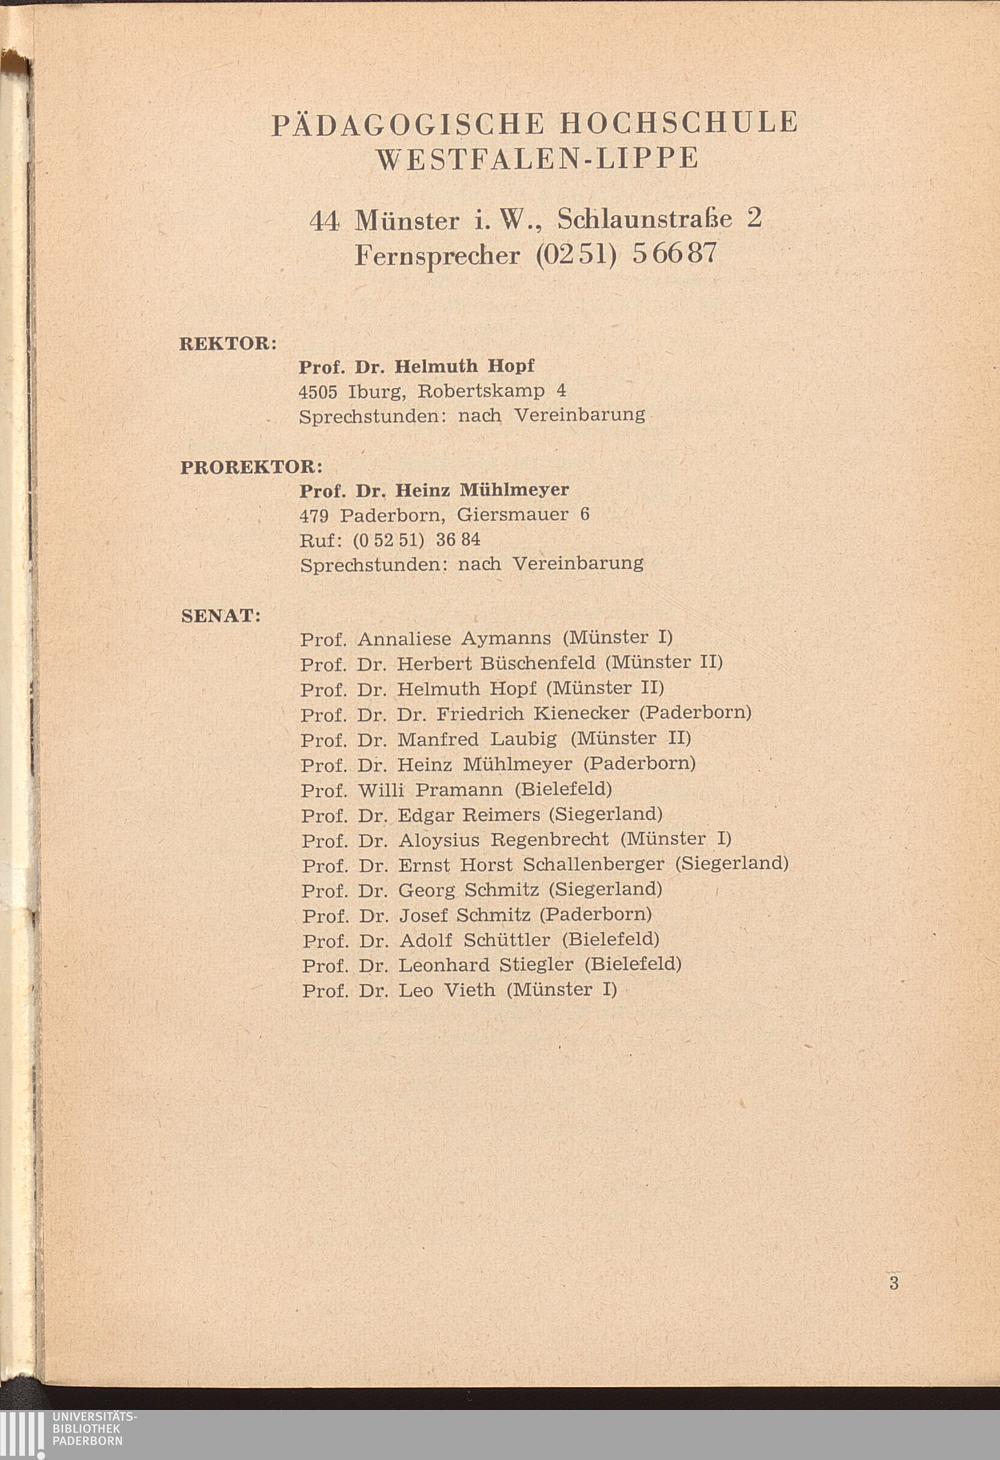 PÄDAGOGISCHE HOCHSCHULE
WESTFALEN-LIPPE
44 Münster i. W., Schlaunstraße 2
Fernsprecher (02 51) 5 66 87
REKTOR:
Prof. Dr. Helmuth Hopf
4505 Iburg, Robertskamp 4
Sprechstunden: nach Vereinbarung
PROREKTOR:
Prof. Dr. Heinz Mühlmeyer
479 Paderborn, Giersmauer 6
Ruf: (0 52 51) 36 84
Sprechstunden: nach Vereinbarung
SENAT:
Prof. Annaliese Aymanns (Münster I)
Prof. Dr. Herbert Büschenfeld (Münster II)
Prof. Dr. Helmuth Hopf (Münster II)
Prof. Dr. Dr. Friedrich Kienecker (Paderborn)
Prof. Dr. Manfred Laubig (Münster II)
Prof. Dr. Heinz Mühlmeyer (Paderborn)
Prof. Willi Pramann (Bielefeld)
Prof. Dr. Edgar Reimers (Siegerland)
Prof. Dr. Aloysius Regenbrecht (Münster I)
Prof. Dr. Ernst Horst Schallenberger (Siegerland)
Prof. Dr. Georg Schmitz (Siegerland)
Prof. Dr. Josef Schmitz (Paderborn)
Prof. Dr. Adolf Schüttler (Bielefeld)
Prof. Dr. Leonhard Stiegler (Bielefeld)
Prof. Dr. Leo Vieth (Münster I)
3
UNIVERSITÄTS-
BIBLIOTHEK
PADERBORN